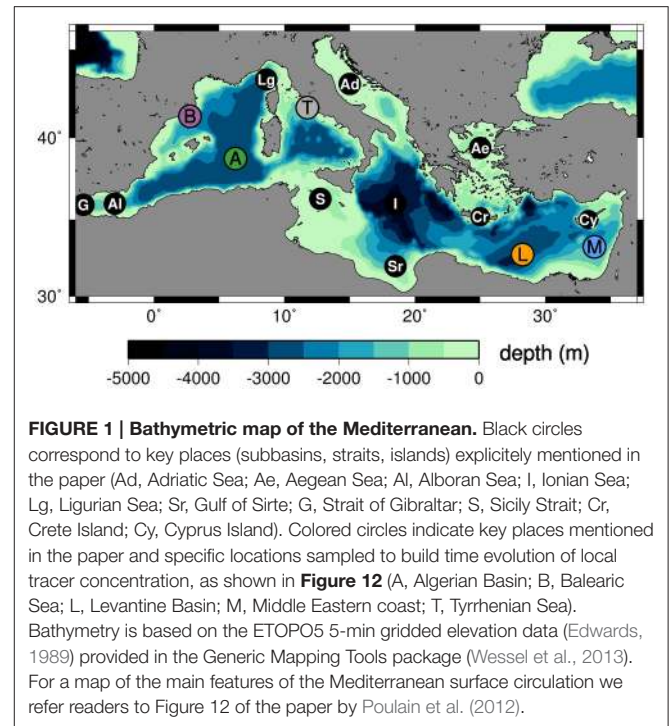 Lg
Ad
B
T
40°
Ae
A
G
Al
S
I
Cr
Cy
M
L
Sr
30°
0°
10°
20°
30°
depth (m)
-5000
-4000
-3000
-2000
-1000
0
FIGURE 1 | Bathymetric map of the Mediterranean. Black circles
correspond to key places (subbasins, straits, islands) explicitly mentioned in
the paper (Ad, Adriatic Sea; Ae, Aegean Sea; Al, Alboran Sea; I, Ionian Sea;
Lg, Ligurian Sea; Sr, Gulf of Sirte; G, Strait of Gibraltar; S, Sicily Strait; Cr,
Crete Island; Cy, Cyprus Island). Colored circles indicate key places mentioned
in the paper and specific locations sampled to build time evolution of local
tracer concentration, as shown in Figure 12 (A, Algerian Basin; B, Balearic
Sea; L, Levantine Basin; M, Middle Eastern coast; T, Tyrrhenian Sea).
Bathymetry is based on the ETOPO5 5-min gridded elevation data (Edwards,
1989) provided in the Generic Mapping Tools package (Wessel et al., 2013).
For a map of the main features of the Mediterranean surface circulation we
refer readers to Figure 12 of the paper by Poulain et al. (2012).